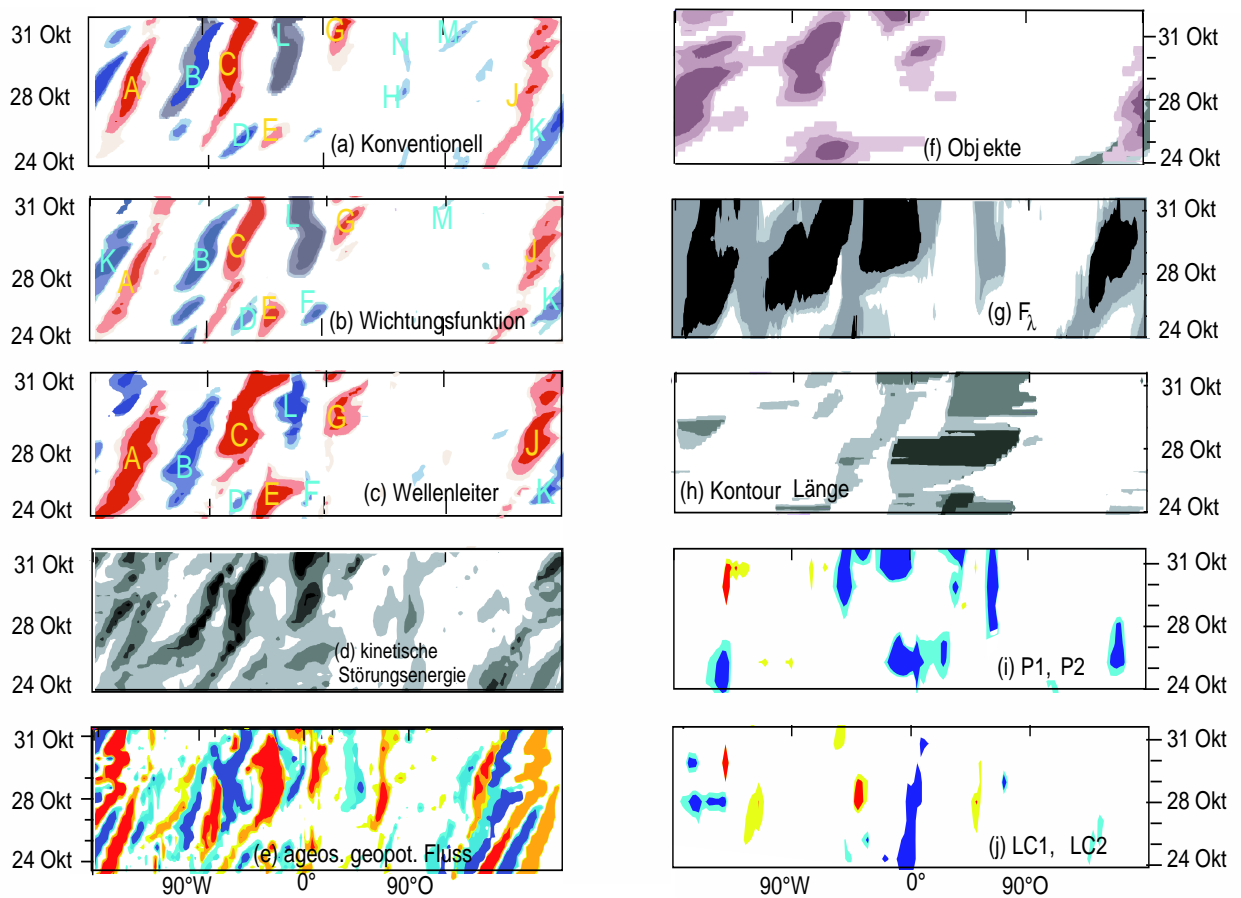 31 Okt
28 Okt
24 Okt
A
B
C
D
E
G
H
J
K
L
M
N
(a) Konventionell
31 Okt
28 Okt
24 Okt
K
A
B
C
D
E
F
L
G
M
J
K
(b) Wichtungsfunktion
31 Okt
28 Okt
24 Okt
A
B
C
D
E
F
L
G
J
K
(c) Wellenleiter
31 Okt
28 Okt
24 Okt
(d) kinetische
Störungsenergie
31 Okt
28 Okt
24 Okt
(e) ageos. geopot. Fluss
90°W 0° 90°O
31 Okt
28 Okt
24 Okt
(f) Objekte
31 Okt
28 Okt
24 Okt
(g) Fλ
31 Okt
28 Okt
24 Okt
(h) Kontour Länge
31 Okt
28 Okt
24 Okt
(i) P1, P2
31 Okt
28 Okt
24 Okt
(j) LC1, LC2
90°W 0° 90°O